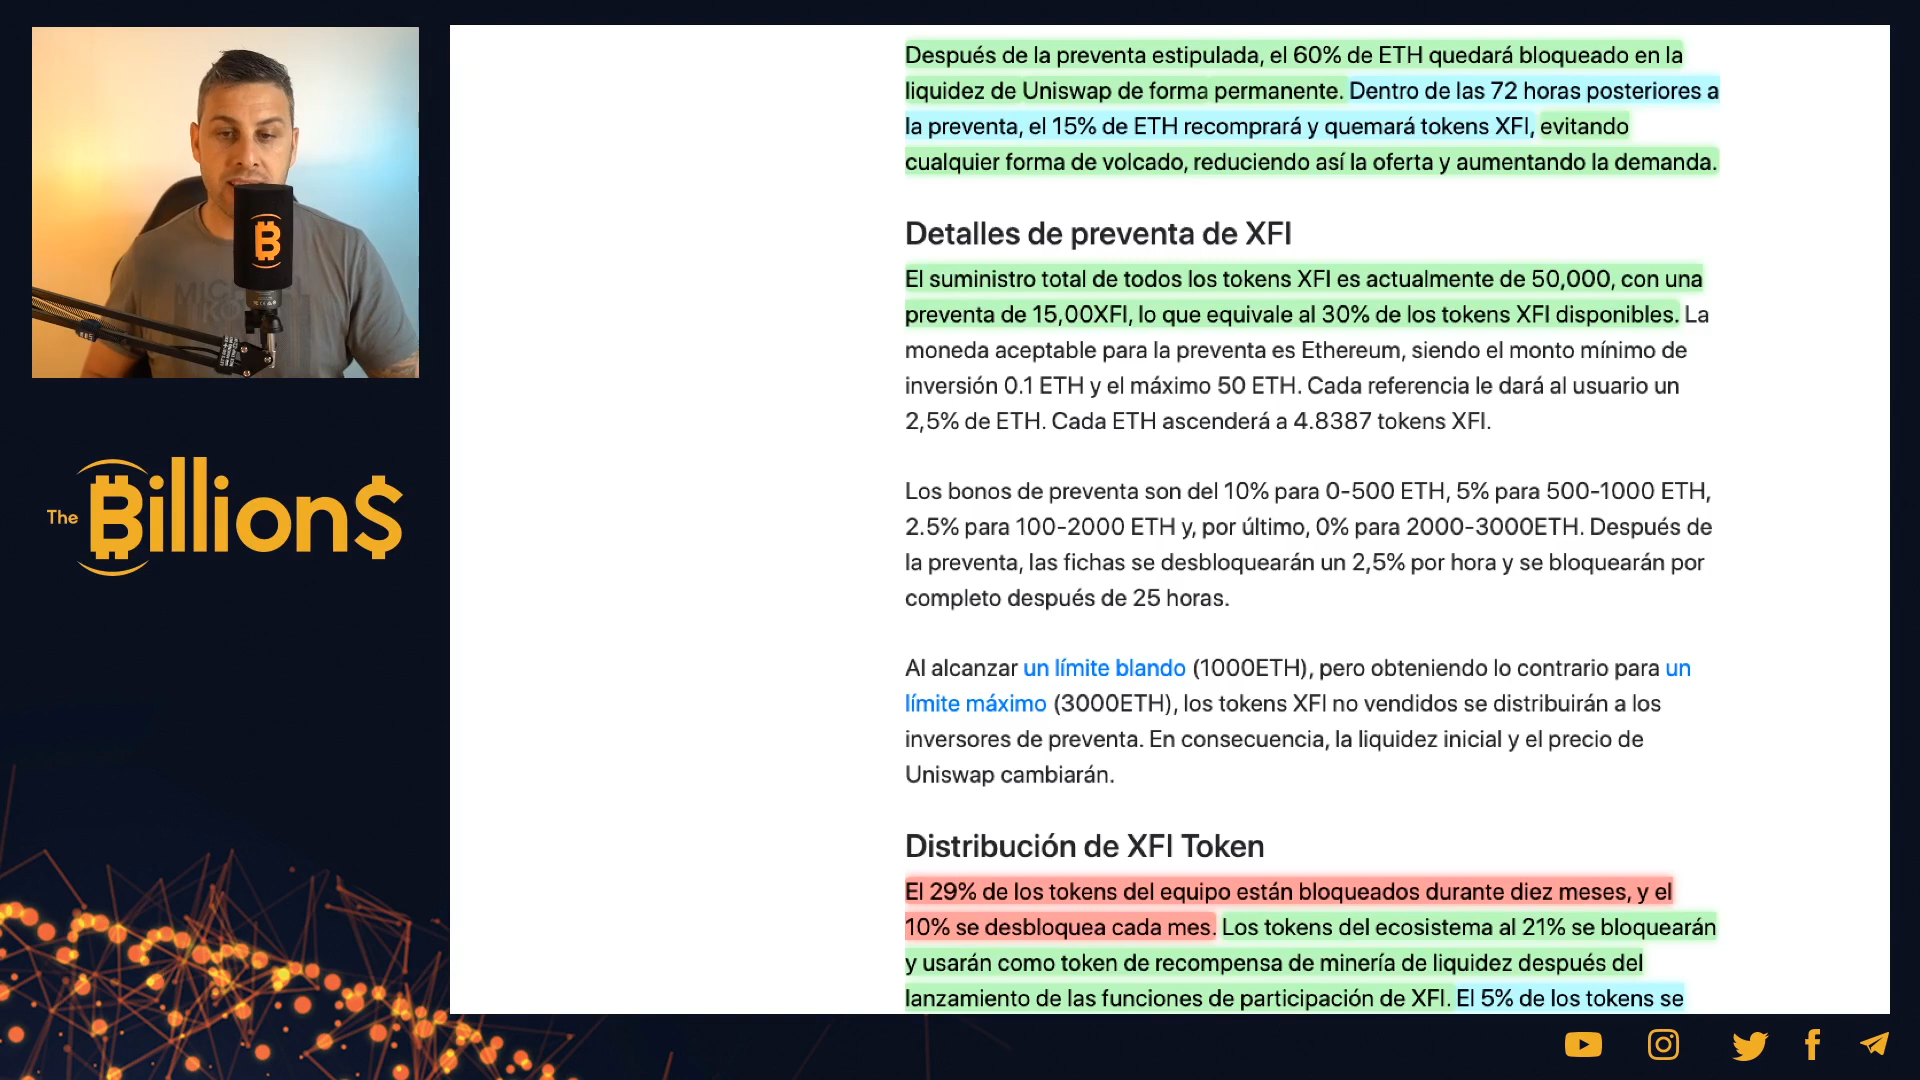 Después de la preventa estipulada, el 60% de ETH quedará bloqueado en la
liquidez de Uniswap de forma permanente. Dentro de las 72 horas posteriores a
la preventa, el 15% de ETH recomprará y quemará tokens XFI, evitando
cualquier forma de volcado, reduciendo así la oferta y aumentando la demanda.
Detalles de preventa de XFI
El suministro total de todos los tokens XFI es actualmente de 50,000, con una
preventa de 15,00XFI, lo que equivale al 30% de los tokens XFI disponibles. La
moneda aceptable para la preventa es Ethereum, siendo el monto mínimo de
inversión 0.1 ETH y el máximo 50 ETH. Cada referencia le dará al usuario un
2,5% de ETH. Cada ETH ascenderá a 4.8387 tokens XFI.
Los bonos de preventa son del 10% para 0-500 ETH, 5% para 500-1000 ETH,
2.5% para 100-2000 ETH y, por último, 0% para 2000-3000ETH. Después de
la preventa, las fichas se desbloquearán un 2,5% por hora y se bloquearán por
completo después de 25 horas.
Al alcanzar un límite blando (1000ETH), pero obteniendo lo contrario para un
límite máximo (3000ETH), los tokens XFI no vendidos se distribuirán a los
inversores de preventa. En consecuencia, la liquidez inicial y el precio de
Uniswap cambiarán.
Distribución de XFI Token
El 29% de los tokens del equipo están bloqueados durante diez meses, y el
10% se desbloquea cada mes. Los tokens del ecosistema al 21% se bloquearán
y usarán como token de recompensa de minería de liquidez después del
lanzamiento de las funciones de participación de XFI. El 5% de los tokens se
The Billion$